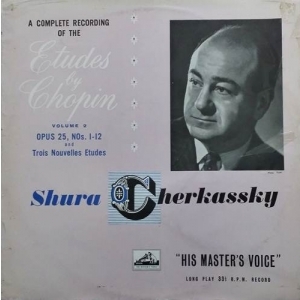 A COMPLETE RECORDING
OF THE
Etudes
by
Chopin
VOLUME II
OPUS 25, NOs. 1-12
and
Trois Nouvelles Etudes
Shura Cherkassky
"HIS MASTER'S VOICE"
LONG PLAY 33⅓ R.P.M. RECORD